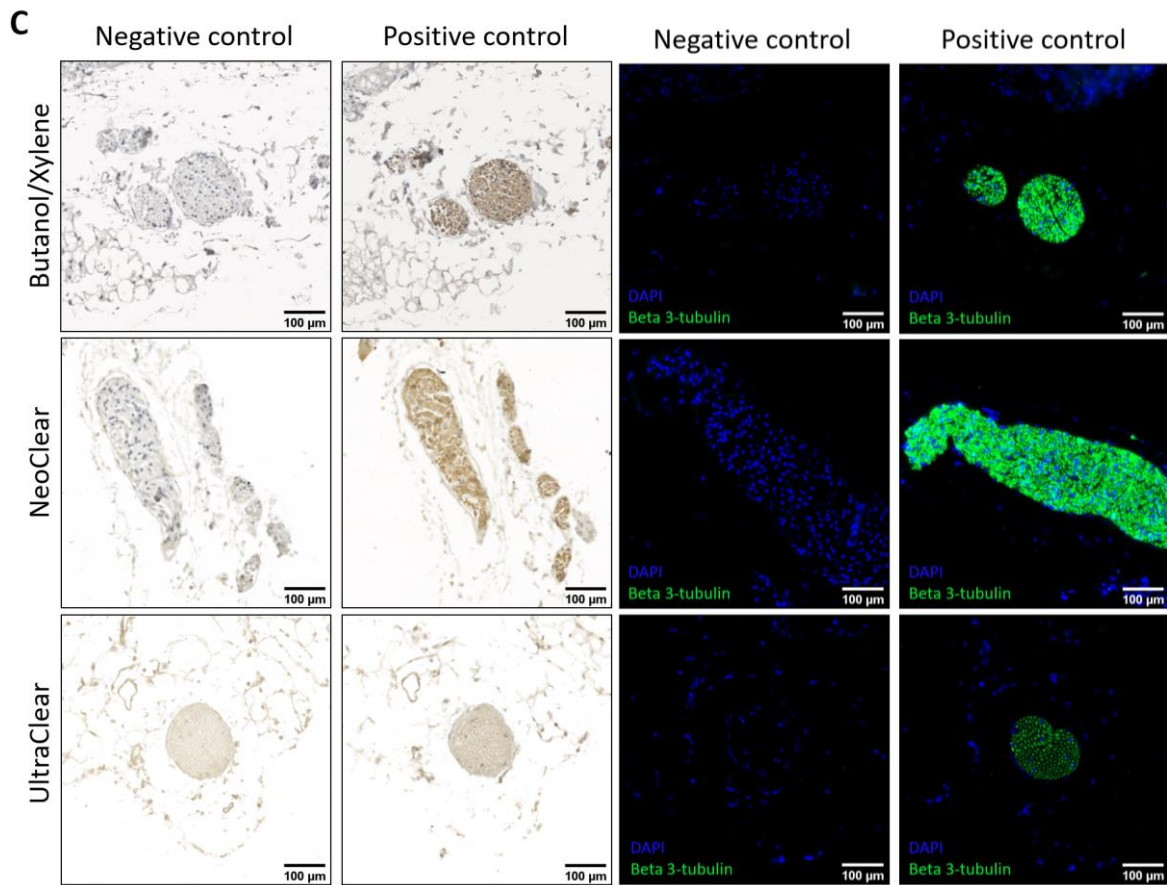 C
Negative control
Positive control
Negative control
Positive control
Butanol/Xylene
100 µm
100 µm
DAPI
Beta 3-tubulin
100 µm
DAPI
Beta 3-tubulin
100 µm
NeoClear
100 µm
100 µm
DAPI
Beta 3-tubulin
100 µm
DAPI
Beta 3-tubulin
100 µm
UltraClear
100 µm
100 µm
DAPI
Beta 3-tubulin
100 µm
DAPI
Beta 3-tubulin
100 µm